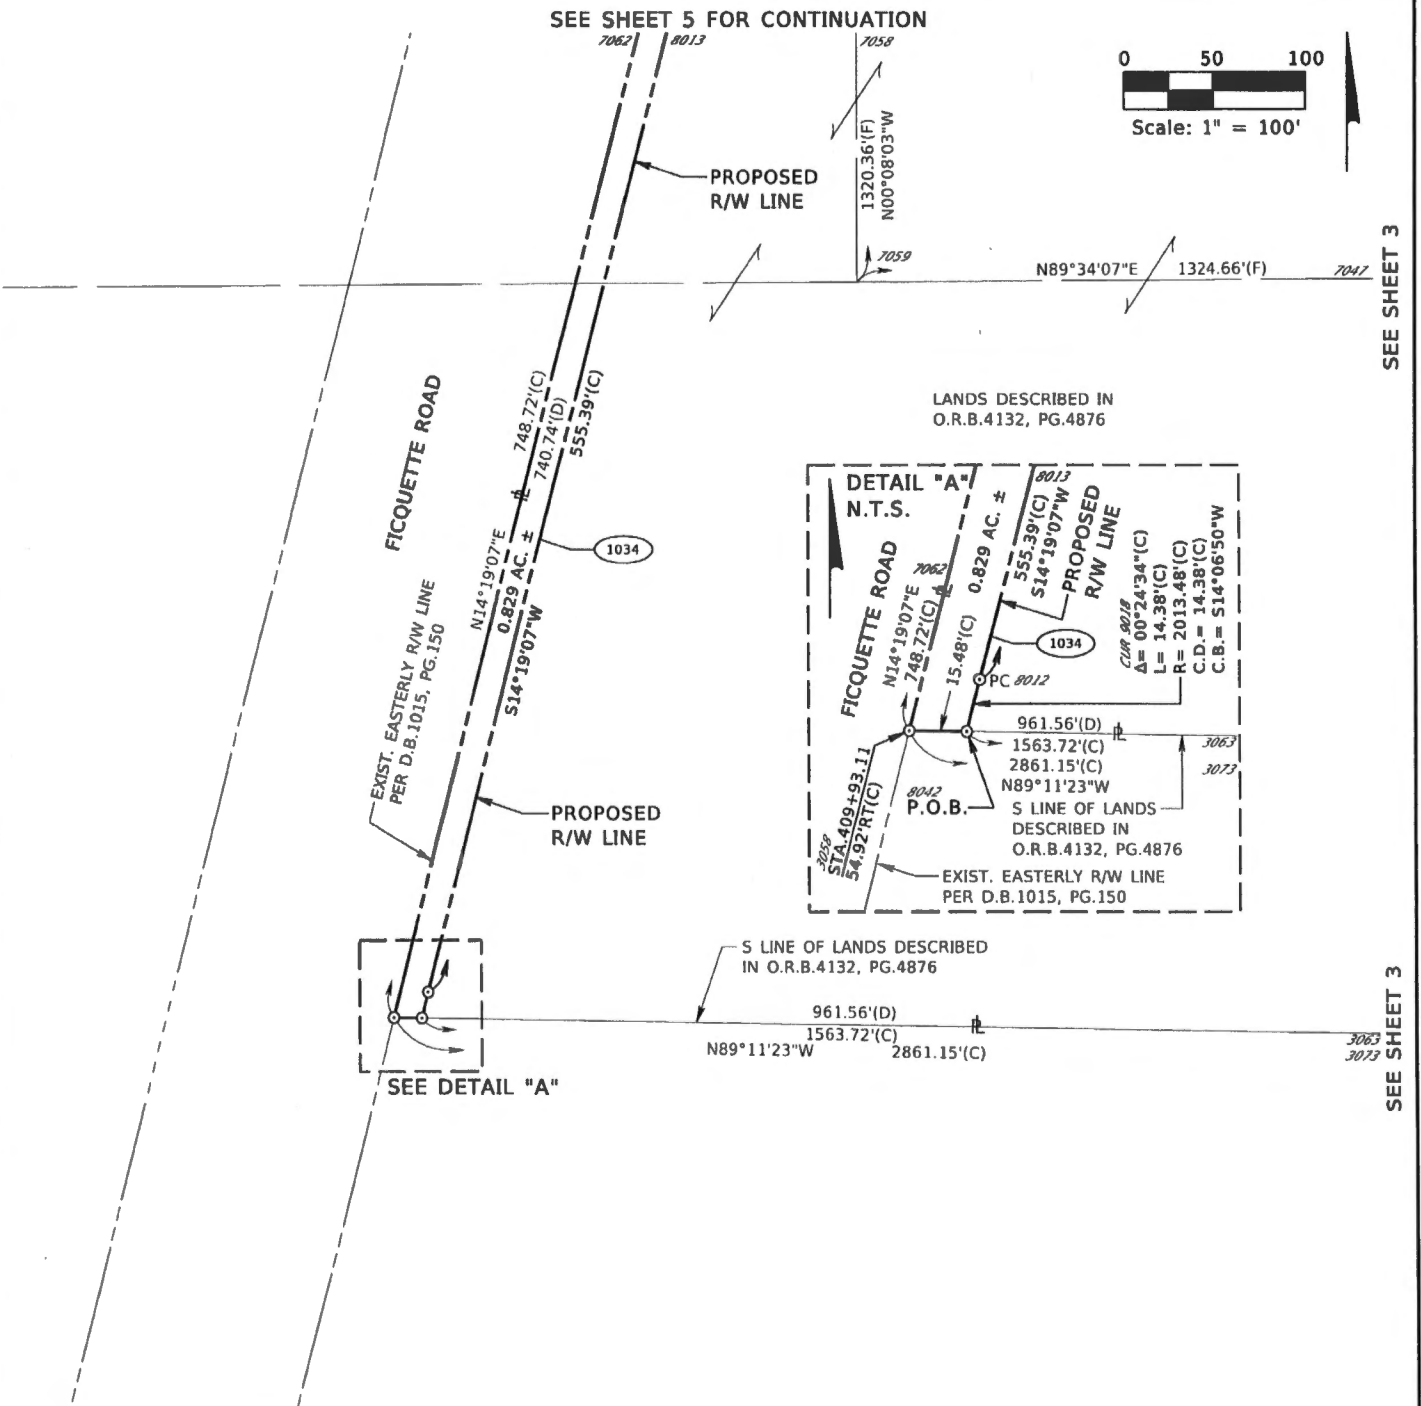 SEE SHEET 5 FOR CONTINUATION
7062
8013
7058
0 50 100
Scale: 1" = 100'
1320.36'(F)
N00°08'03"W
PROPOSED
R/W LINE
7059
N89°34'07"E 1324.66'(F)
7047
SEE SHEET 3
FICQUETTE ROAD
748.72'(C)
740.74'(D)
555.39'(C)
LANDS DESCRIBED IN
O.R.B.4132, PG.4876
N14°19'07"E
0.829 AC. ±
S14°19'07"W
1034
EXIST. EASTERLY R/W LINE
PER D.B.1015, PG.150
PROPOSED
R/W LINE
DETAIL "A"
N.T.S.
8013
FICQUETTE ROAD
7062
N14°19'07"E
748.72'(C)
15.48'(C)
0.829 AC. ±
555.39'(C)
S14°19'07"W
PROPOSED
R/W LINE
1034
CUR 9018
Δ= 00°24'34"(C)
L= 14.38'(C)
R= 2013.48'(C)
C.D.= 14.38'(C)
C.B.= S14°06'50"W
PC 8012
961.56'(D)
1563.72'(C)
3063
2861.15'(C)
3073
N89°11'23"W
8042
P.O.B.
S LINE OF LANDS
DESCRIBED IN
O.R.B.4132, PG.4876
3058
STA.409+93.11
54.92'RT(C)
EXIST. EASTERLY R/W LINE
PER D.B.1015, PG.150
S LINE OF LANDS DESCRIBED
IN O.R.B.4132, PG.4876
961.56'(D)
1563.72'(C)
N89°11'23"W 2861.15'(C)
3063
3073
SEE SHEET 3
SEE DETAIL "A"